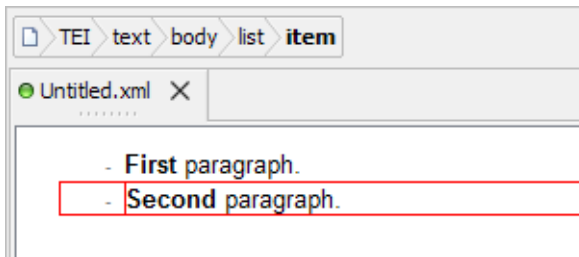 TEI text body list item
Untitled.xml
- First paragraph.
- Second paragraph.